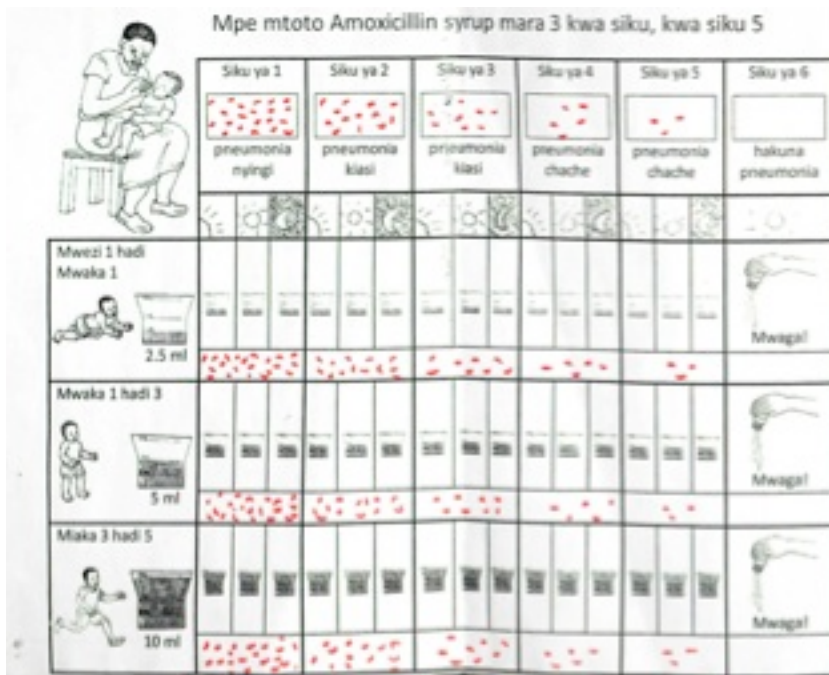 Mpe mtoto Amoxicillin syrup mara 3 kwa siku, kwa siku 5
Siku ya 1
Siku ya 2
Siku ya 3
Siku ya 4
Siku ya 5
Siku ya 6
pneumonia
nyingi
pneumonia
kiasi
pneumonia
kiasi
pneumonia
chache
pneumonia
chache
hakuna
pneumonia
Mwezi 1 hadi
Mwaka 1
2.5 ml
Mwaga!
Mwaka 1 hadi 3
5 ml
Mwaga!
Miaka 3 hadi 5
10 ml
Mwaga!